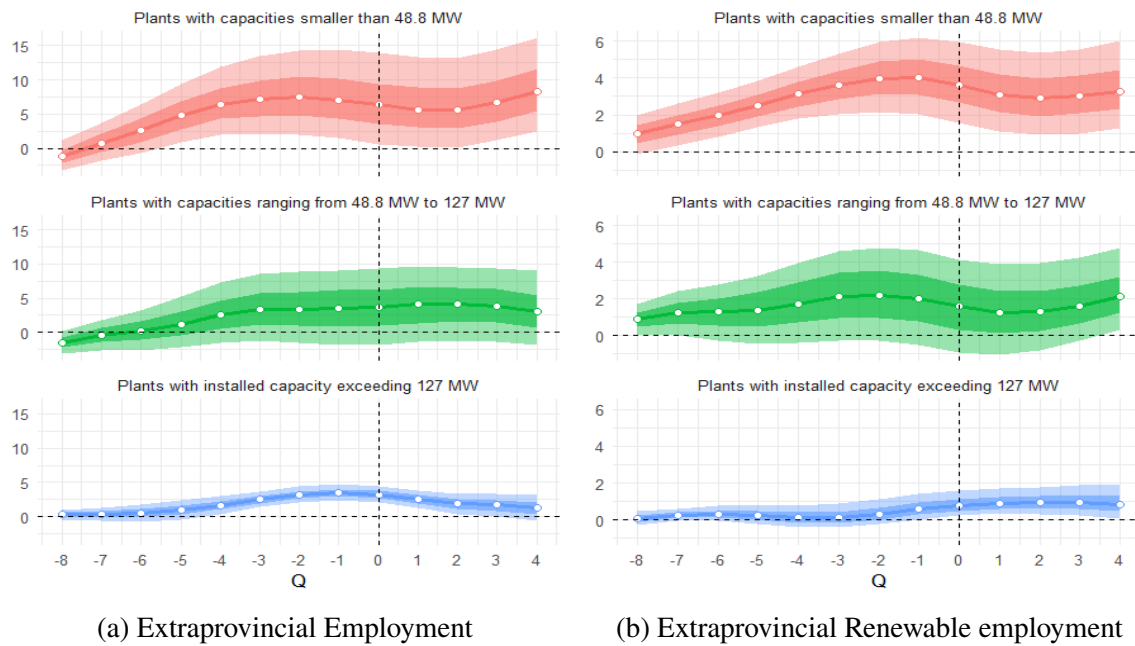 Plants with capacities smaller than 48.8 MW
15
10
5
0
Plants with capacities ranging from 48.8 MW to 127 MW
15
10
5
0
Plants with installed capacity exceeding 127 MW
15
10
5
0
-8 -7 -6 -5 -4 -3 -2 -1 0 1 2 3 4
Q
(a) Extraprovincial Employment
Plants with capacities smaller than 48.8 MW
6
4
2
0
Plants with capacities ranging from 48.8 MW to 127 MW
6
4
2
0
Plants with installed capacity exceeding 127 MW
6
4
2
0
-8 -7 -6 -5 -4 -3 -2 -1 0 1 2 3 4
Q
(b) Extraprovincial Renewable employment